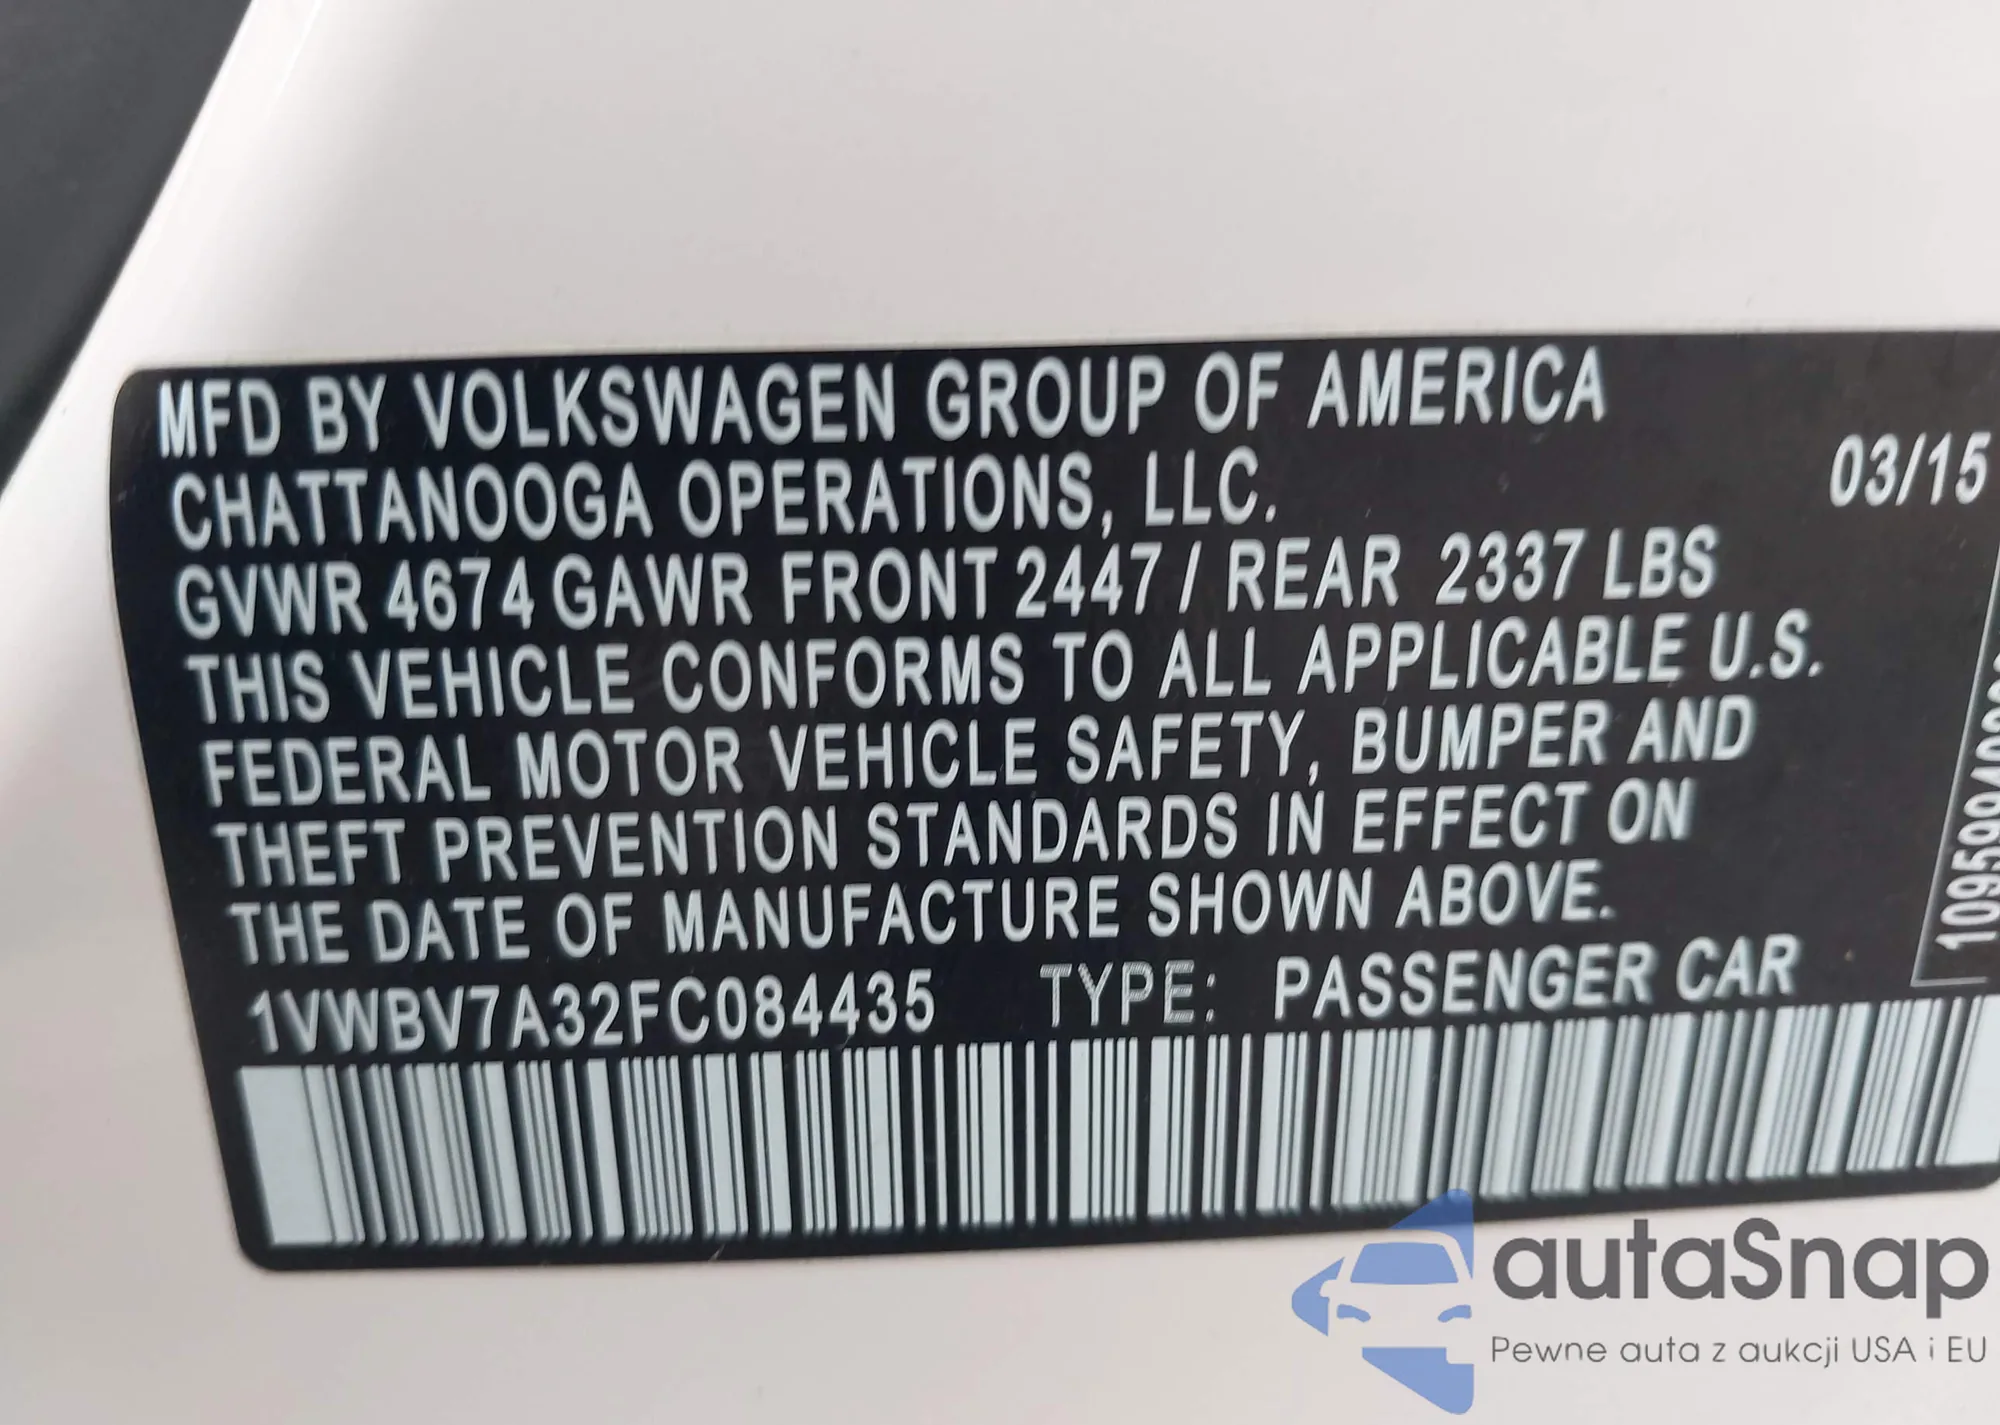 MFD BY VOLKSWAGEN GROUP OF AMERICA
CHATTANOOGA OPERATIONS, LLC.
03/15
GVWR 4674 GAWR FRONT 2447 / REAR 2337 LBS
THIS VEHICLE CONFORMS TO ALL APPLICABLE U.S.
FEDERAL MOTOR VEHICLE SAFETY, BUMPER AND
THEFT PREVENTION STANDARDS IN EFFECT ON
THE DATE OF MANUFACTURE SHOWN ABOVE.
1VWBV7A32FC084435 TYPE: PASSENGER CAR
autaSnap
Pewne auta z aukcji USA i EU